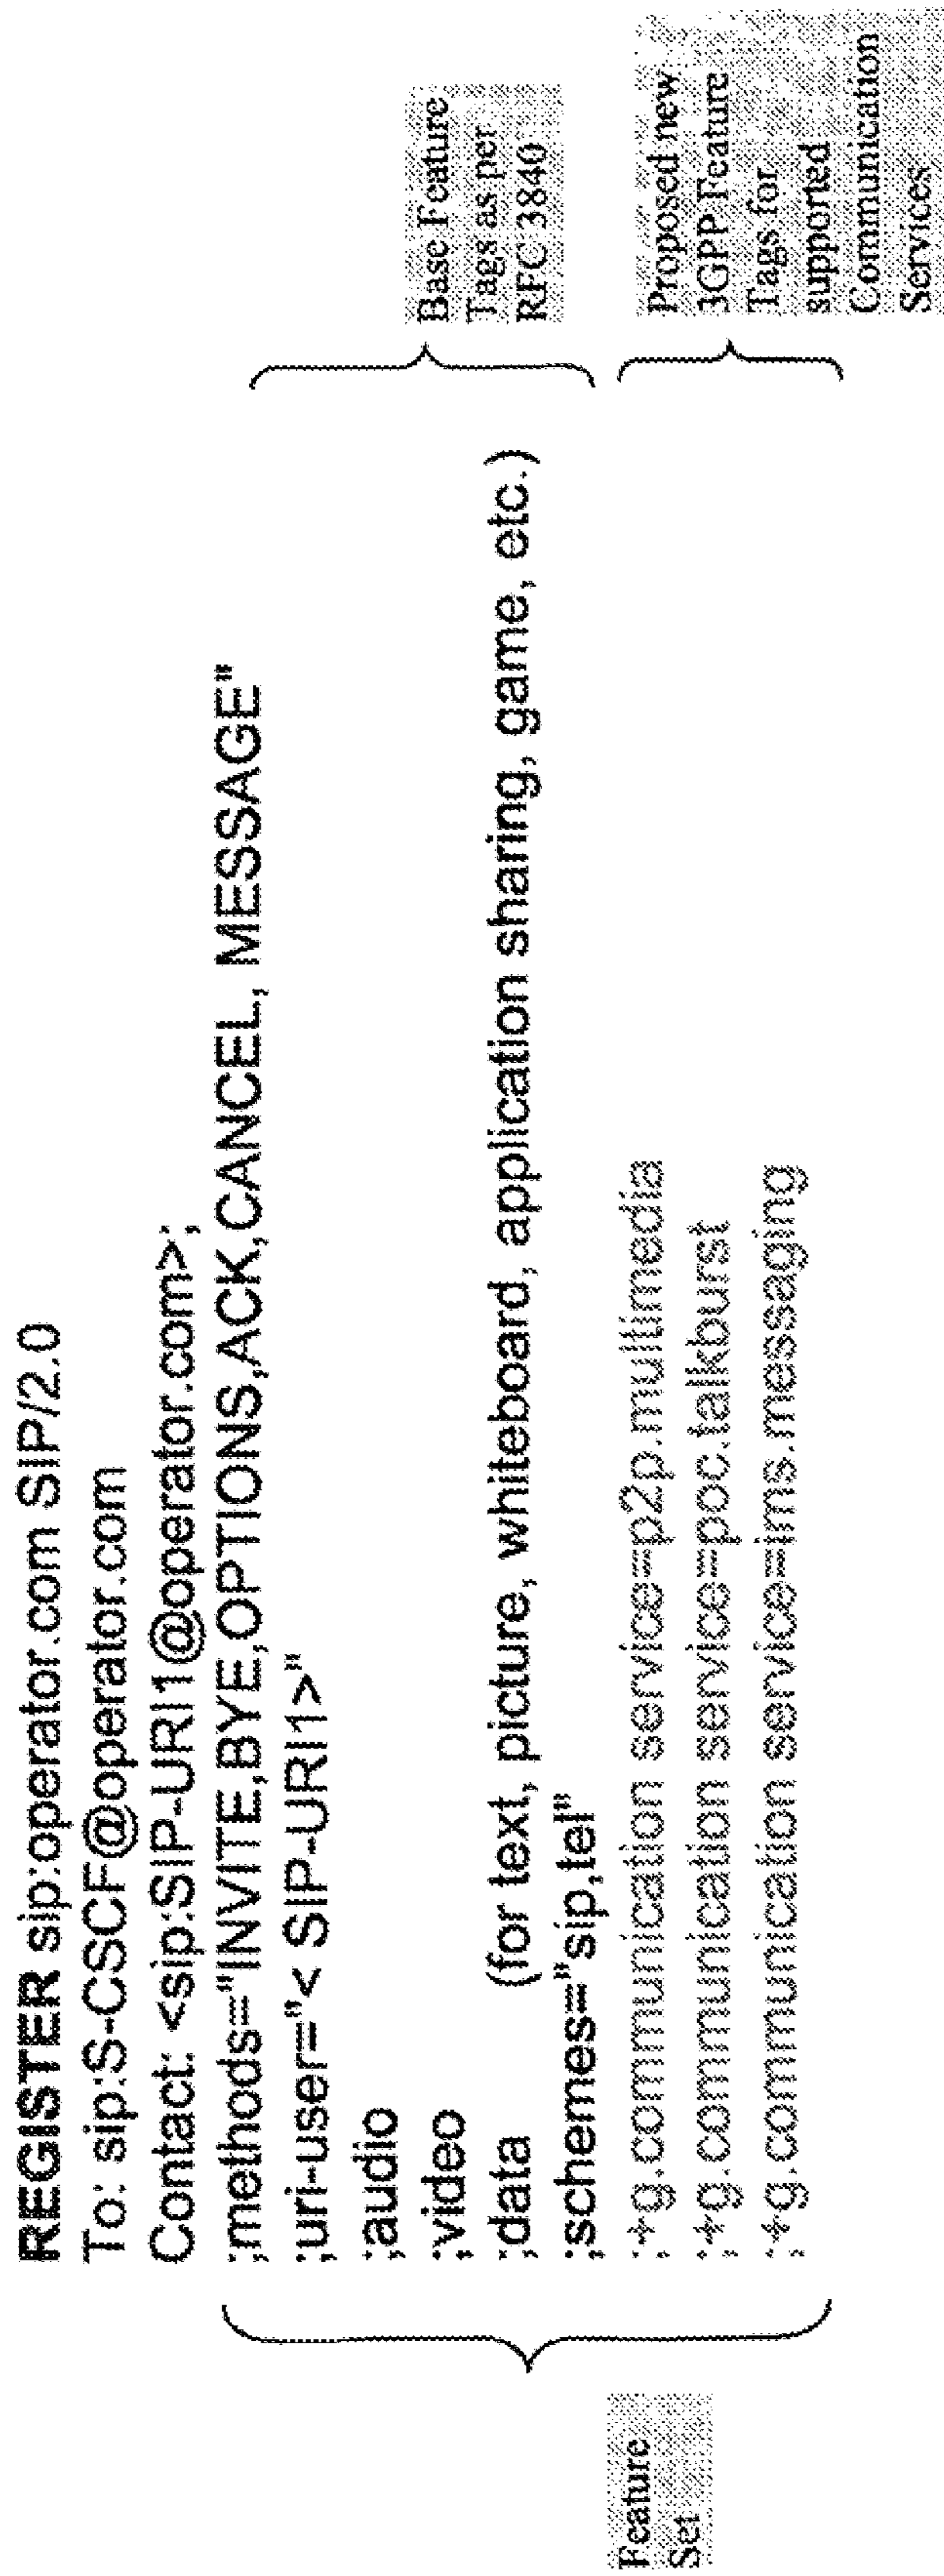 REGISTER sip:operator.com SIP/2.0
To: sip:S-CSCF@operator.com
Contact: <sip:SIP-URI1@operator.com>;
;methods="INVITE,BYE,OPTIONS,ACK,CANCEL, MESSAGE"
;uri-user="< SIP-URI1>"
;audio
;video
;data (for text, picture, whiteboard, application sharing, game, etc.)
;schemes="sip,tel"
;+g.communication service=p2p.multimedia
;+g.communication service=poc.talkburst
;+g.communication service=ims.messaging
Feature
Set
Base Feature
Tags as per
RFC 3840
Proposed new
3GPP Feature
Tags for
supported
Communication
Services